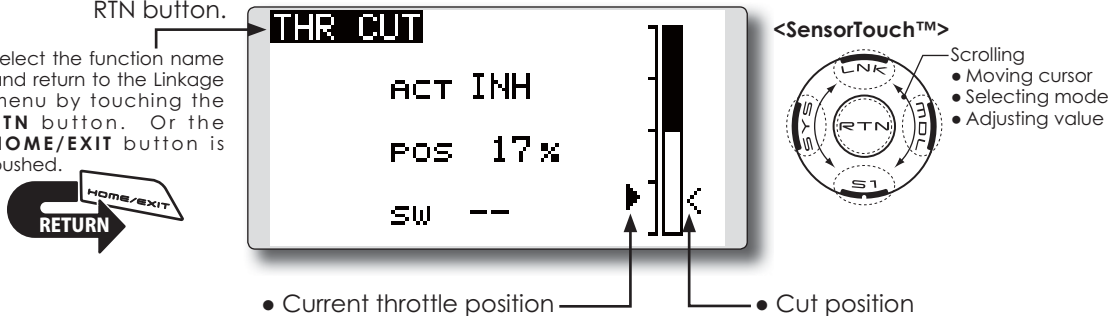 RTN button.
elect the function name
and return to the Linkage
menu by touching the
RTN button. Or the
HOME/EXIT button is
pushed.
HOME/EXIT
RETURN
THR CUT
ACT INH
POS 17%
SW --
● Current throttle position
● Cut position
<SensorTouch™>
LNK
SYS
RTN
MDL
S1
Scrolling
● Moving cursor
● Selecting mode
● Adjusting value